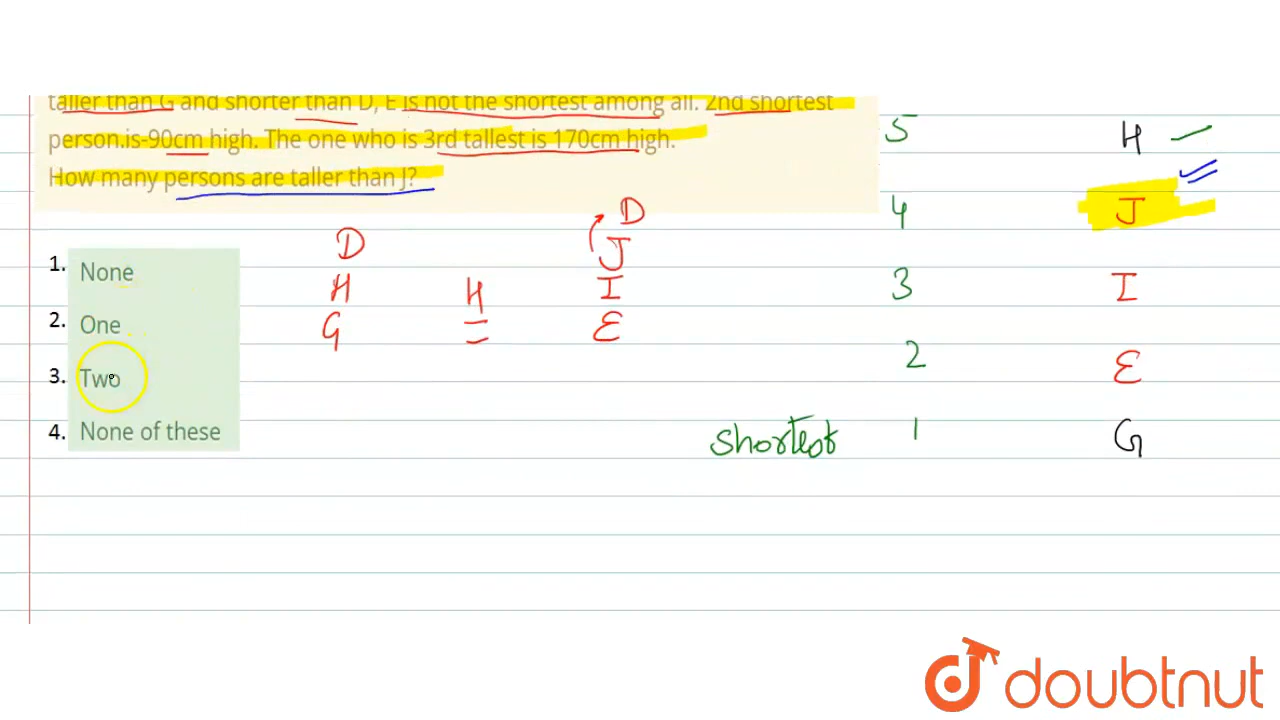 taller than G and shorter than D, E is not the shortest among all. 2nd shortest
person.is-90cm high. The one who is 3rd tallest is 170cm high.
How many persons are taller than J?
1. None
2. One
3. Two
4. None of these
D
H
G
H
D
J
I
E
5 H
4 J
3 I
2 E
shortest 1 G
doubtnut